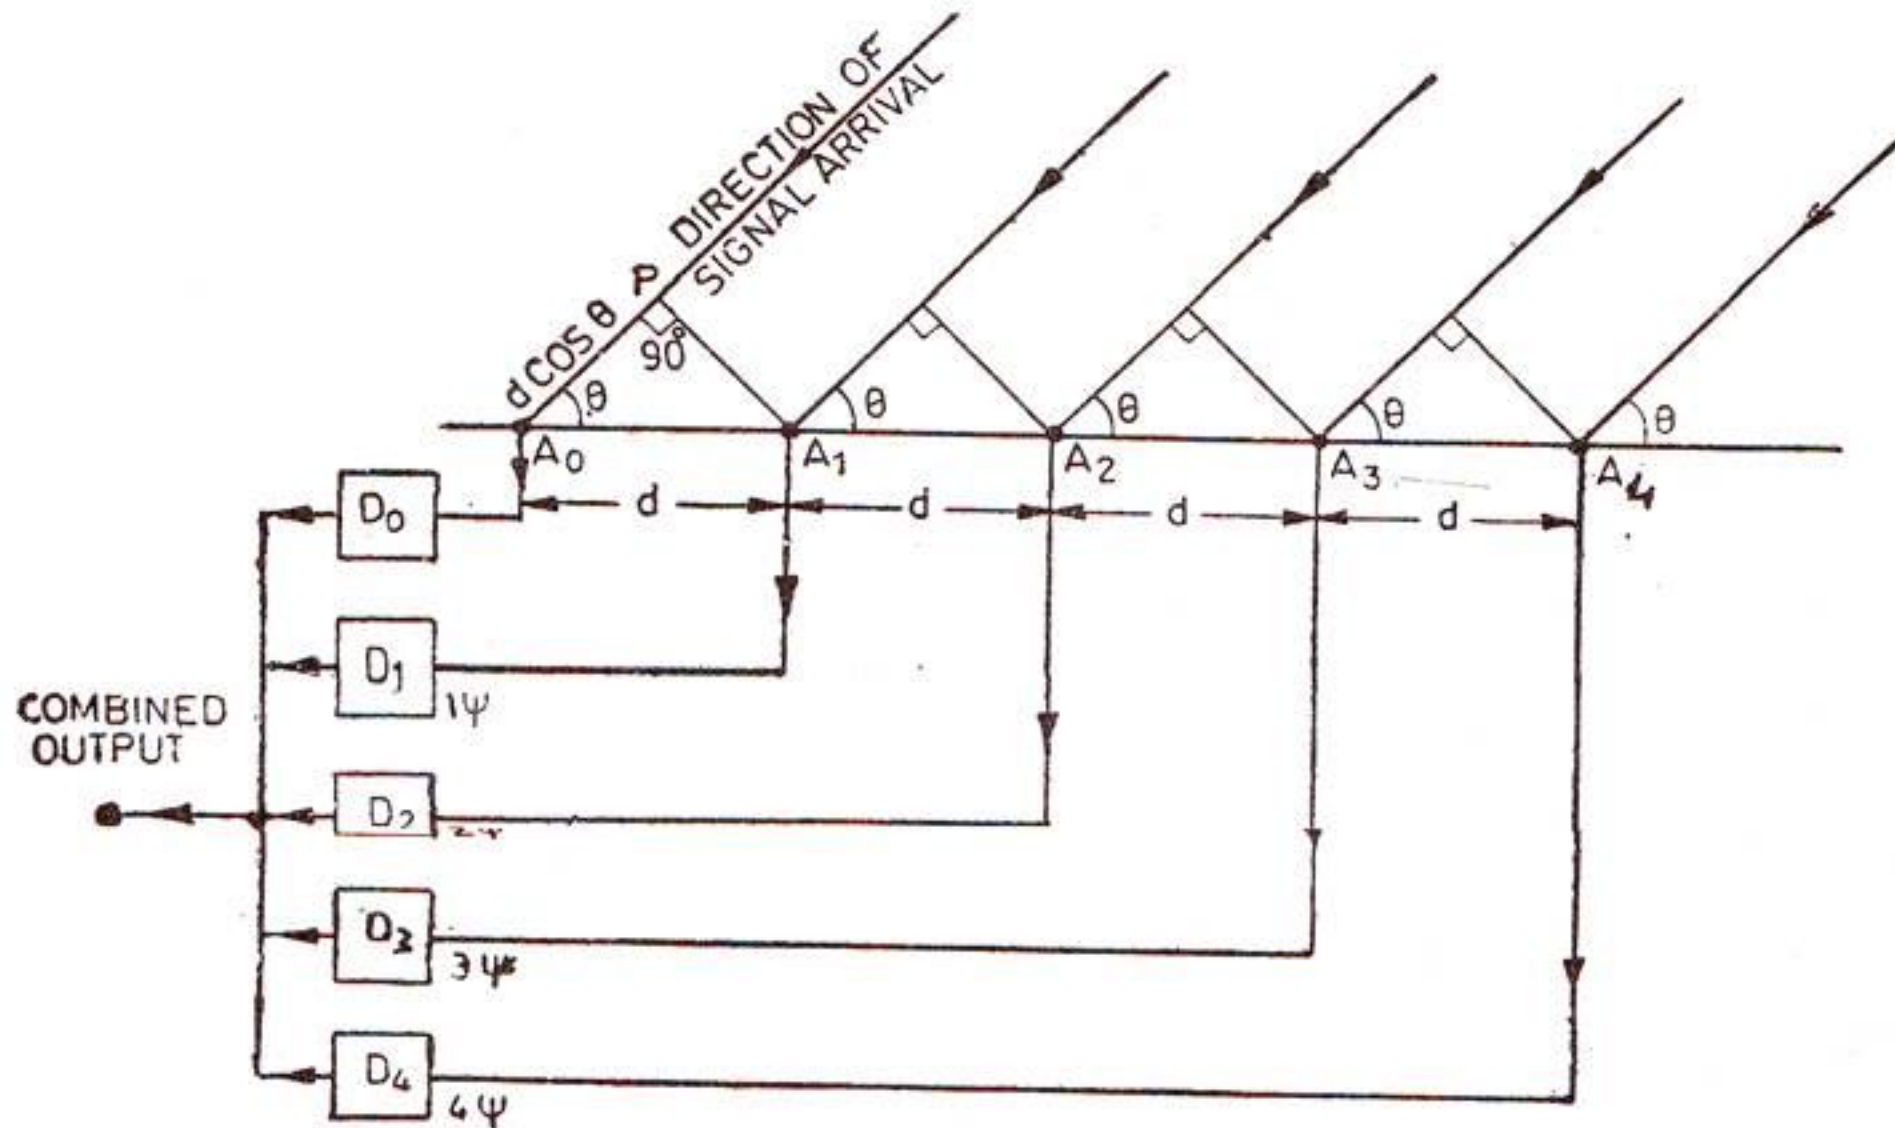 DIRECTION OF
SIGNAL ARRIVAL
P
d COS θ
90°
θ
θ
θ
θ
θ
A0
A1
A2
A3
A4
d
d
d
d
D0
D1
1ψ
COMBINED
OUTPUT
D2
D3
3ψ
D4
4ψ